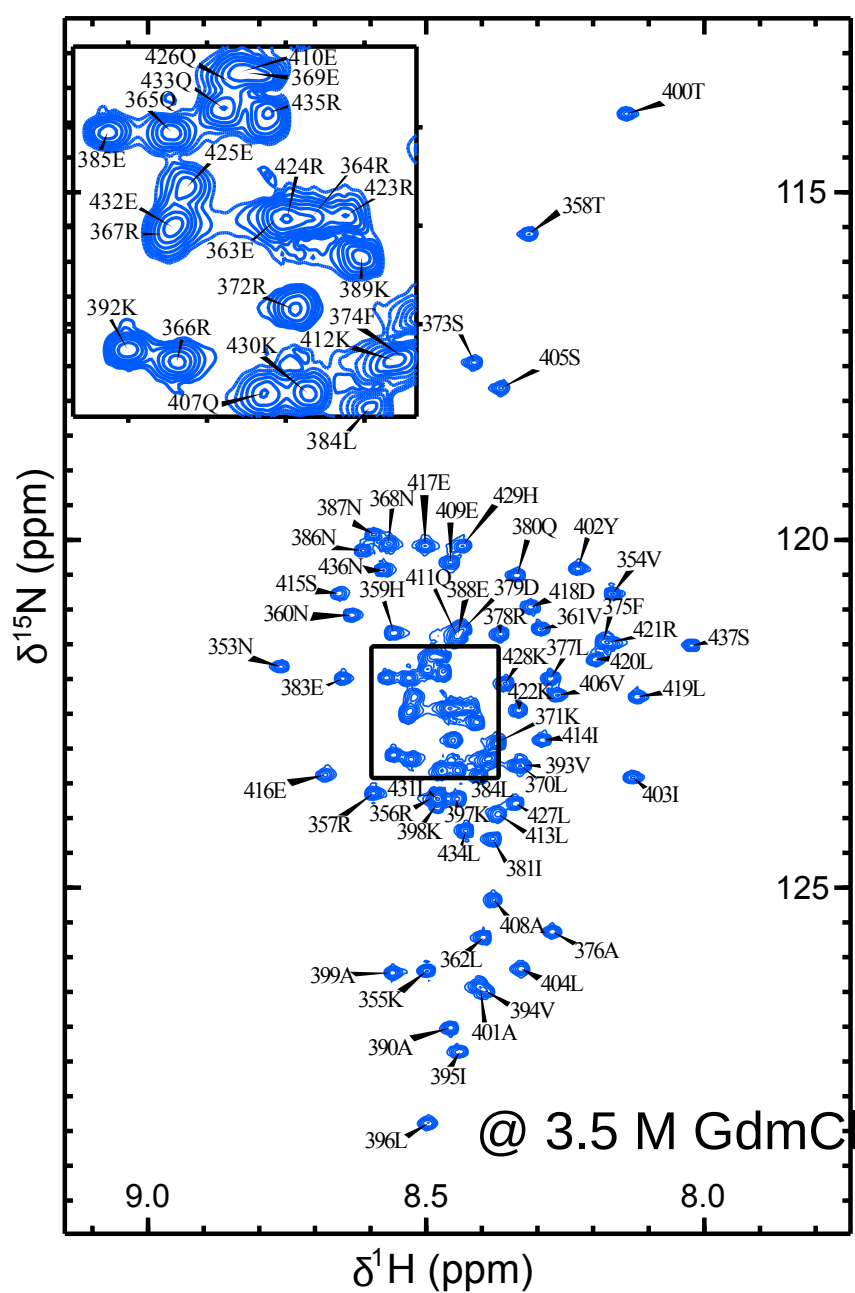 426Q
410E
433Q
369E
365Q
435R
385E
425E
424R
364R
423R
432E
367R
363E
389K
372R
374F
392K
366R
412K
430K
407Q
384L
400T
115
358T
373S
405S
417E
387N
368N
409E
429H
380Q
402Y
120
386N
436N
411Q
388E
379D
354V
415S
359H
418D
375F
360N
378R
361V
421R
437S
353N
428K
377L
420L
383E
422K
406V
419L
371K
414I
393V
370L
416E
431L
384L
403I
357R
356R
397K
427L
398K
413L
434L
381I
125
408A
376A
362L
399A
404L
355K
394V
401A
390A
395I
396L
@ 3.5 M GdmCl
9.0
8.5
8.0
δ¹H (ppm)
δ¹⁵N (ppm)